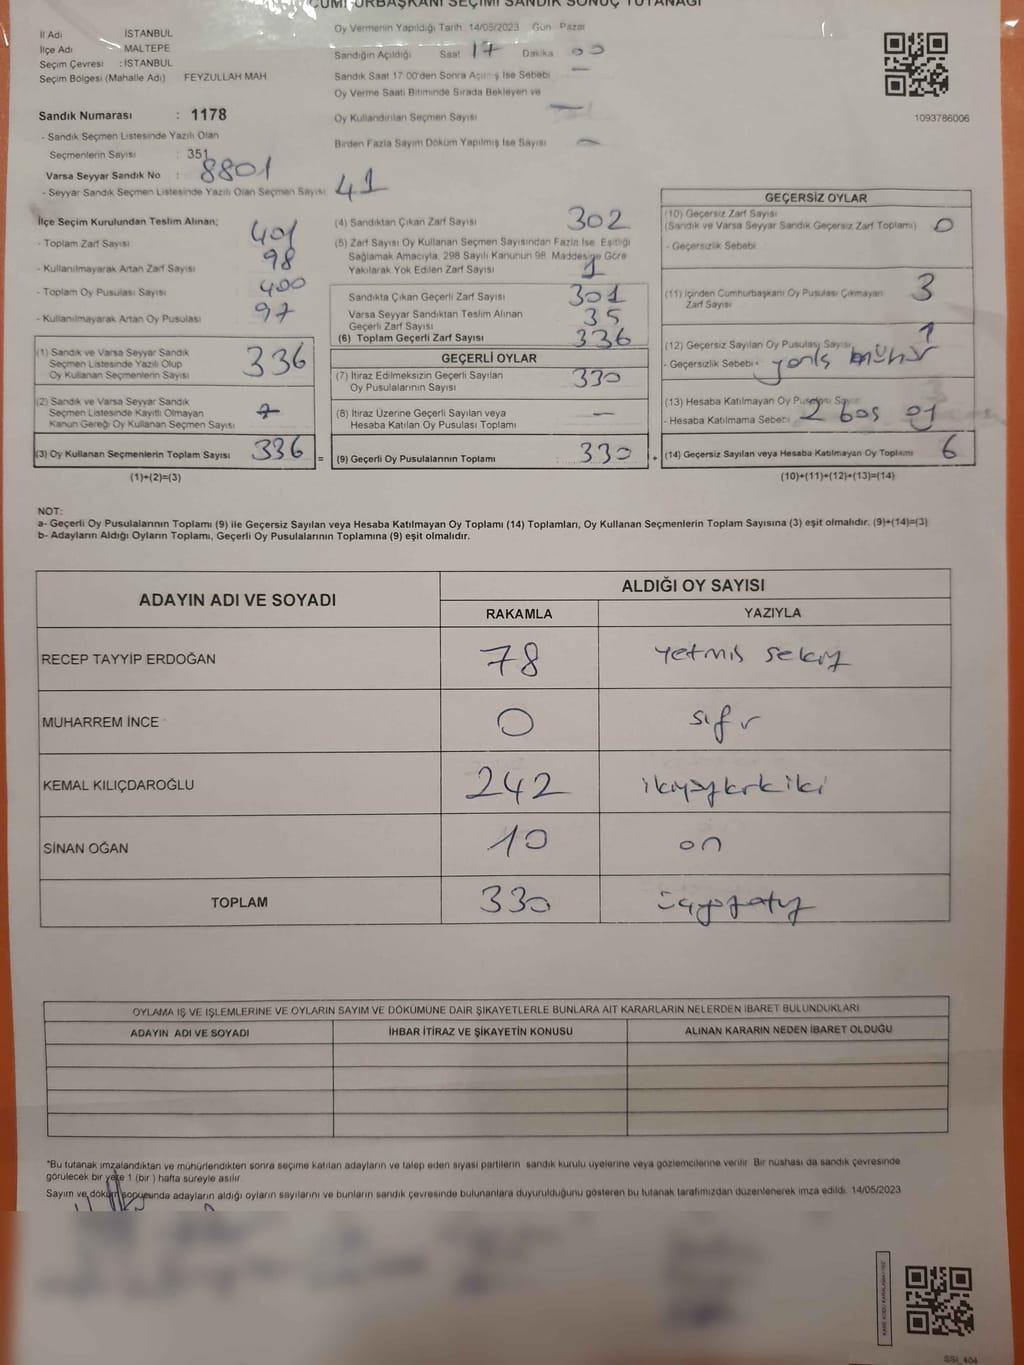 CUMHURBAŞKANI SEÇİMİ SANDIK SONUÇ TUTANAĞI
İl Adı İSTANBUL
İlçe Adı MALTEPE
Seçim Çevresi : İSTANBUL
Seçim Bölgesi (Mahalle Adı) FEYZULLAH MAH
Sandık Numarası : 1178
- Sandık Seçmen Listesinde Yazılı Olan
Seçmenlerin Sayısı : 351
Varsa Seyyar Sandık No : 8801
- Seyyar Sandık Seçmen Listesinde Yazılı Olan Seçmen Sayısı 41
Oy Vermenin Yapıldığı Tarih 14/05/2023 Gün Pazar
Sandığın Açıldığı Saat 17 Dakika 00
Sandık Saat 17:00'den Sonra Açılmış İse Sebebi —
Oy Verme Saati Bitiminde Sırada Bekleyen ve
Oy Kullandırılan Seçmen Sayısı —
Birden Fazla Sayım Döküm Yapılmış İse Sayısı —
1093786006
İlçe Seçim Kurulundan Teslim Alınan;
- Toplam Zarf Sayısı 401
- Kullanılmayarak Artan Zarf Sayısı 98
- Toplam Oy Pusulası Sayısı 400
- Kullanılmayarak Artan Oy Pusulası 97
(1) Sandık ve Varsa Seyyar Sandık
Seçmen Listesinde Yazılı Olup
Oy Kullanan Seçmenlerin Sayısı 336
(2) Sandık ve Varsa Seyyar Sandık
Seçmen Listesinde Kayıtlı Olmayan
Kanun Gereği Oy Kullanan Seçmen Sayısı
(3) Oy Kullanan Seçmenlerin Toplam Sayısı 336 =
(1)+(2)=(3)
(4) Sandıktan Çıkan Zarf Sayısı 302
(5) Zarf Sayısı Oy Kullanan Seçmen Sayısından Fazla İse, Eşitliği
Sağlamak Amacıyla, 298 Sayılı Kanunun 98. Maddesine Göre
Yakılarak Yok Edilen Zarf Sayısı 1
Sandıkta Çıkan Geçerli Zarf Sayısı 301
Varsa Seyyar Sandıktan Teslim Alınan
Geçerli Zarf Sayısı 35
(6) Toplam Geçerli Zarf Sayısı 336
GEÇERLİ OYLAR
(7) İtiraz Edilmeksizin Geçerli Sayılan
Oy Pusulalarının Sayısı 330
(8) İtiraz Üzerine Geçerli Sayılan veya
Hesaba Katılan Oy Pusulası Toplamı —
(9) Geçerli Oy Pusulalarının Toplamı 330 +
GEÇERSİZ OYLAR
(10) Geçersiz Zarf Sayısı
(Sandık ve Varsa Seyyar Sandık Geçersiz Zarf Toplamı) 0
- Geçersizlik Sebebi
(11) İçinden Cumhurbaşkanı Oy Pusulası Çıkmayan
Zarf Sayısı 3
(12) Geçersiz Sayılan Oy Pusulası Sayısı 1
- Geçersizlik Sebebi yanlış mühür
(13) Hesaba Katılmayan Oy Pusulası Sayısı
- Hesaba Katılmama Sebebi 2 boş oy
(14) Geçersiz Sayılan veya Hesaba Katılmayan Oy Toplamı 6
(10)+(11)+(12)+(13)=(14)
NOT:
a- Geçerli Oy Pusulalarının Toplamı (9) ile Geçersiz Sayılan veya Hesaba Katılmayan Oy Toplamı (14) Toplamları, Oy Kullanan Seçmenlerin Toplam Sayısına (3) eşit olmalıdır. (9)+(14)=(3)
b- Adayların Aldığı Oyların Toplamı, Geçerli Oy Pusulalarının Toplamına (9) eşit olmalıdır.
ADAYIN ADI VE SOYADI ALDIĞI OY SAYISI
RAKAMLA YAZIYLA
RECEP TAYYİP ERDOĞAN 78 yetmiş sekiz
MUHARREM İNCE 0 sıfır
KEMAL KILIÇDAROĞLU 242 ikiyüzkırkiki
SİNAN OĞAN 10 on
TOPLAM 330 üçyüzotuz
OYLAMA İŞ VE İŞLEMLERİNE VE OYLARIN SAYIM VE DÖKÜMÜNE DAİR ŞİKAYETLERLE BUNLARA AİT KARARLARIN NELERDEN İBARET BULUNDUKLARI
ADAYIN ADI VE SOYADI İHBAR İTİRAZ VE ŞİKAYETİN KONUSU ALINAN KARARIN NEDEN İBARET OLDUĞU
*Bu tutanak imzalandıktan ve mühürlendikten sonra seçime katılan adayların ve talep eden siyasi partilerin sandık kurulu üyelerine veya gözlemcilerine verilir. Bir nüshası da sandık çevresinde
görülecek bir yere 1 (bir) hafta süreyle asılır.
Sayım ve döküm sonucunda adayların aldığı oyların sayılarını ve bunların sandık çevresinde bulunanlara duyurulduğunu gösteren bu tutanak tarafımızdan düzenlenerek imza edildi. 14/05/2023